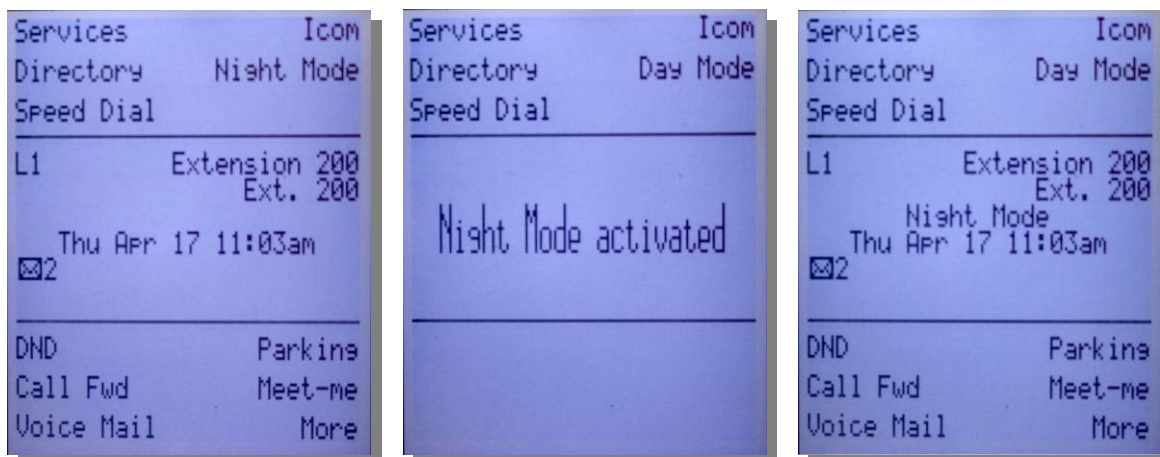 Services Icom
Directory Night Mode
Speed Dial
L1 Extension 200
Ext. 200
Thu Apr 17 11:03am
✉2
DND Parking
Call Fwd Meet-me
Voice Mail More
Services Icom
Directory Day Mode
Speed Dial
Night Mode activated
Services Icom
Directory Day Mode
Speed Dial
L1 Extension 200
Ext. 200
Night Mode
Thu Apr 17 11:03am
✉2
DND Parking
Call Fwd Meet-me
Voice Mail More